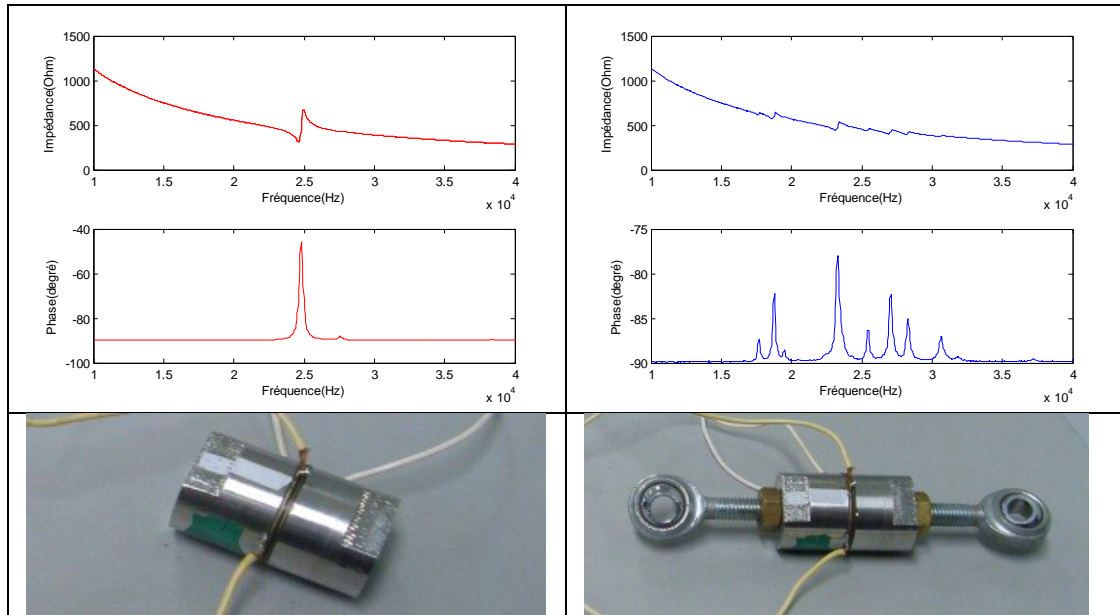 1500
1000
500
0
Impédance(Ohm)
1 1.5 2 2.5 3 3.5 4
Fréquence(Hz)
x 10^4
-40
-60
-80
-100
Phase(degré)
1 1.5 2 2.5 3 3.5 4
Fréquence(Hz)
x 10^4
1500
1000
500
0
Impédance(Ohm)
1 1.5 2 2.5 3 3.5 4
Fréquence(Hz)
x 10^4
-75
-80
-85
-90
Phase(degré)
1 1.5 2 2.5 3 3.5 4
Fréquence(Hz)
x 10^4